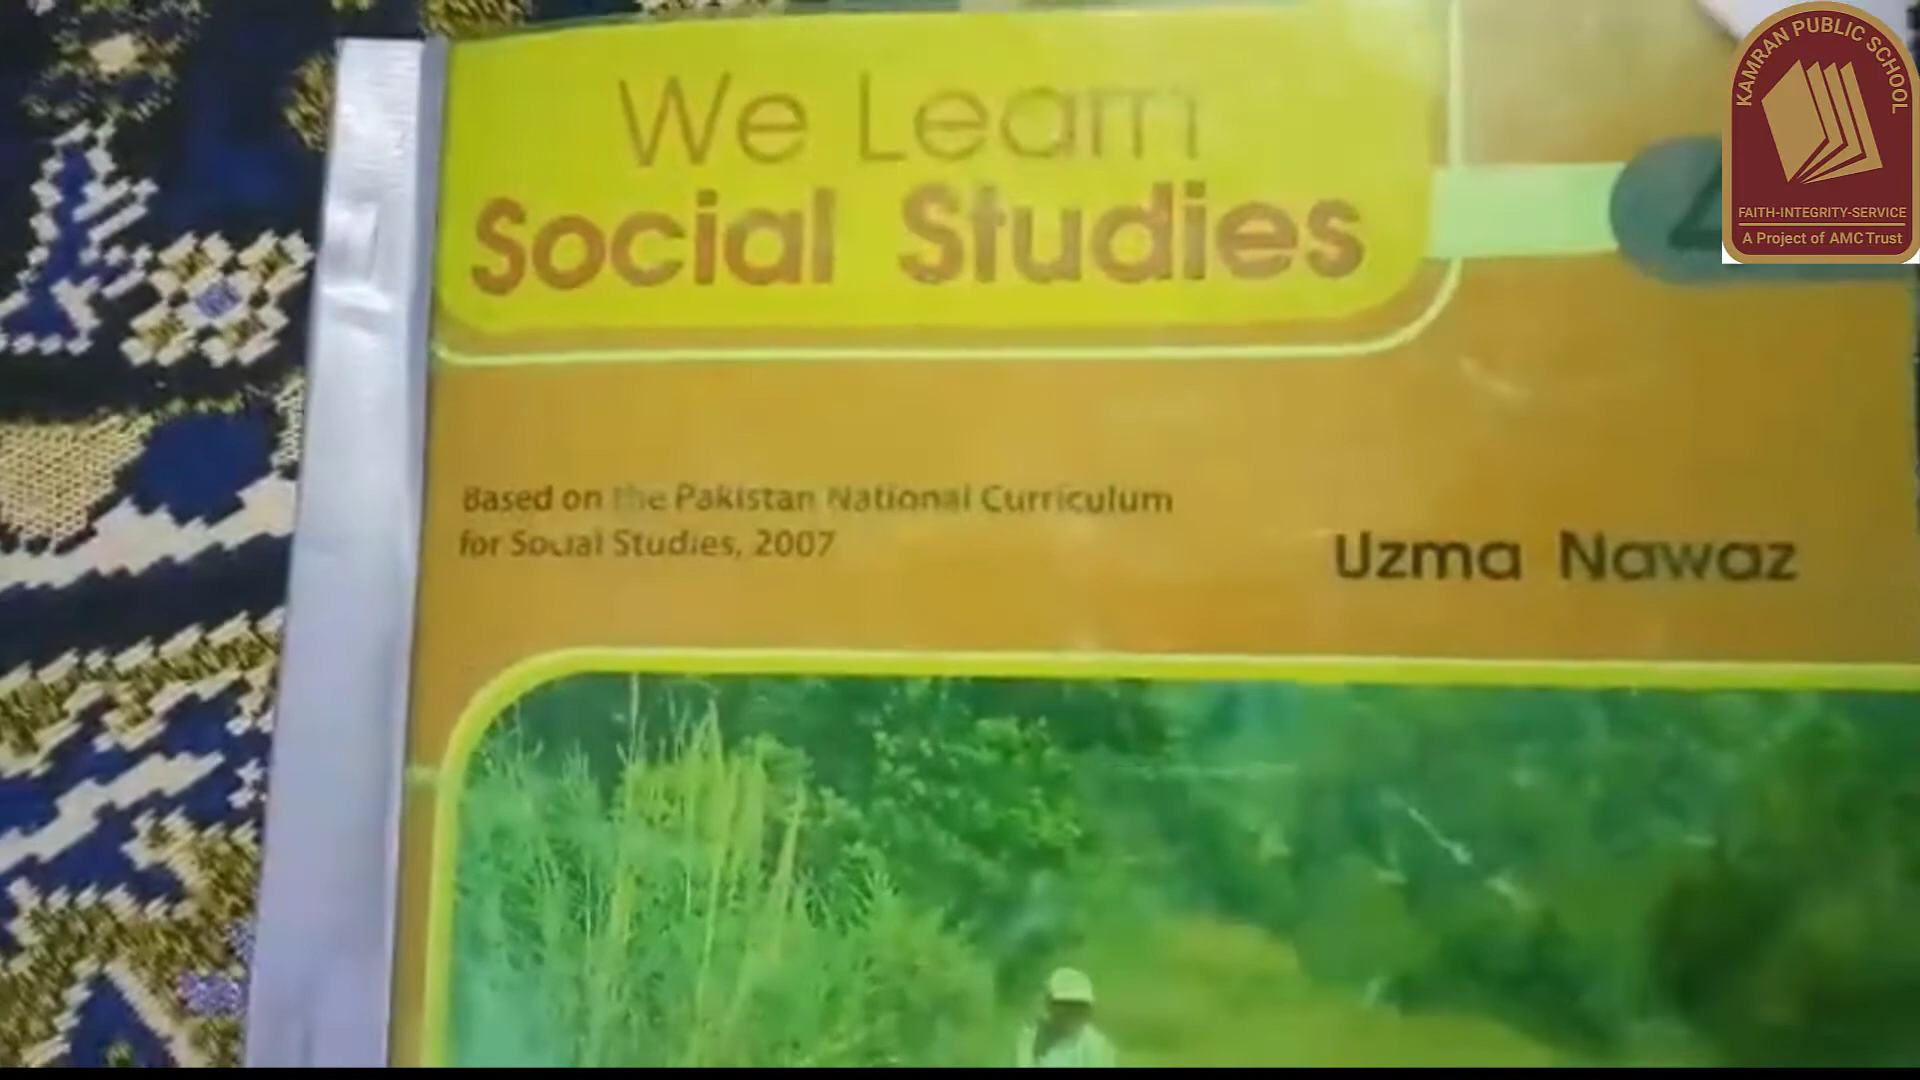 We Learn
Social Studies
KAMRAN PUBLIC SCHOOL
FAITH-INTEGRITY-SERVICE
A Project of AMC Trust
Based on the Pakistan National Curriculum
for Social Studies, 2007
Uzma Nawaz